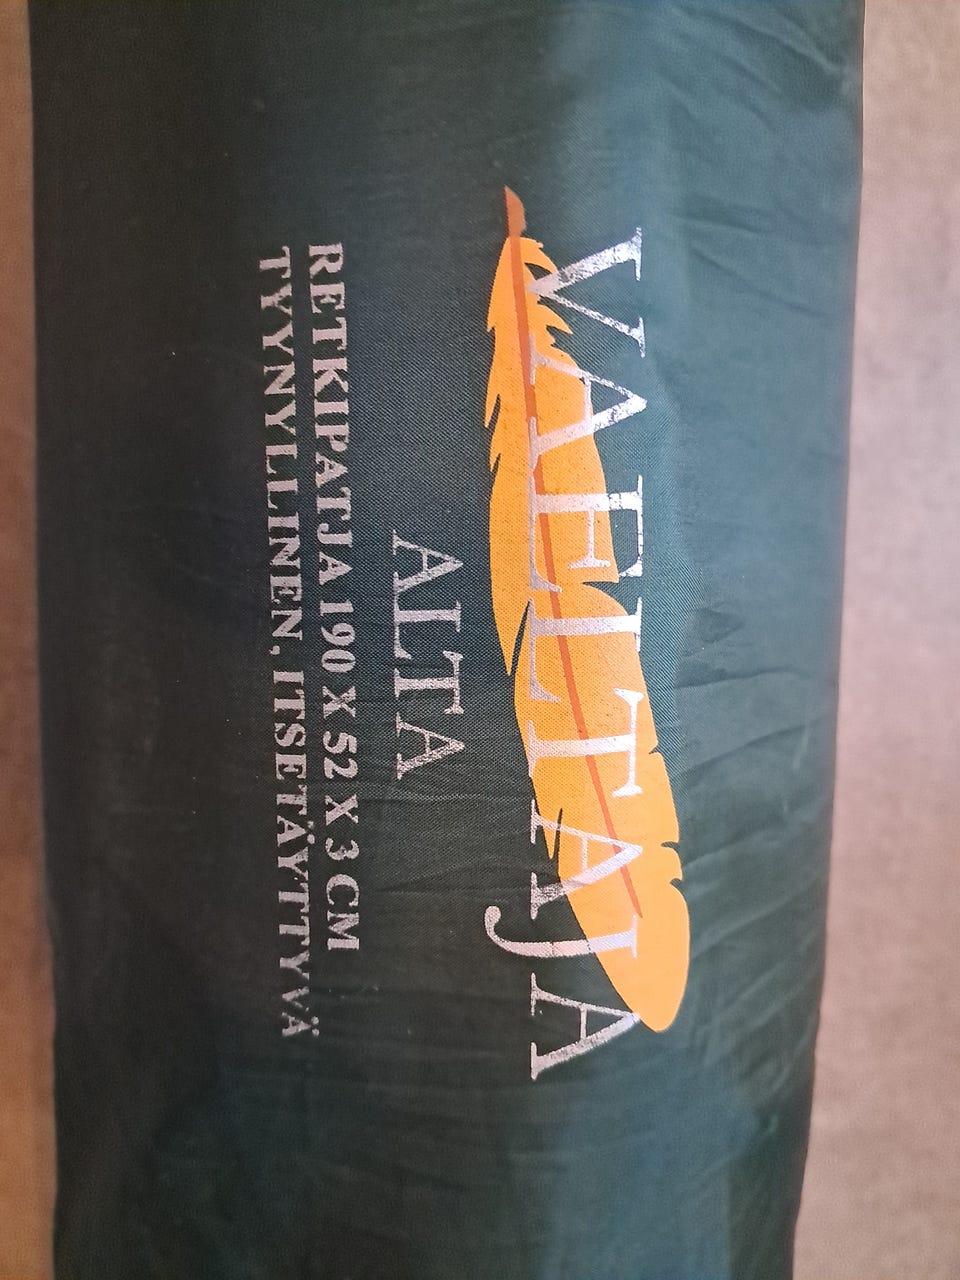 VAELTAJA
ALTA
RETKIPATJA 190 X 52 X 3 CM
TYYNYLLINEN, ITSETÄYTTYVÄ